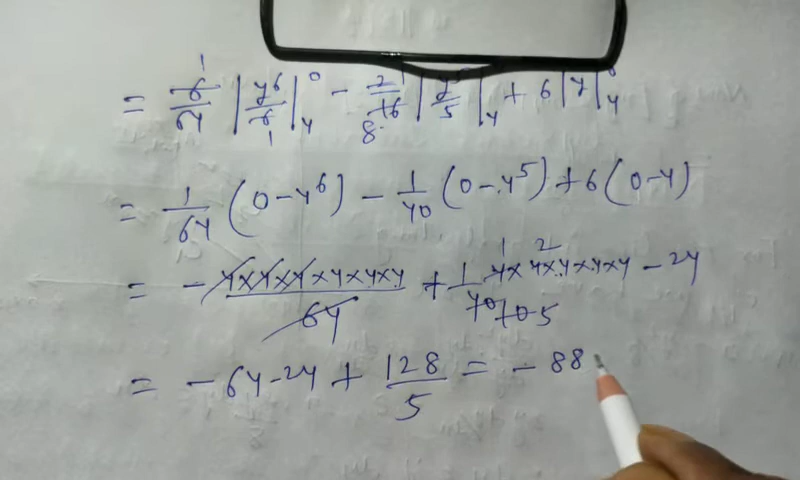 = 6/64 | y^6/6 |_4^0 - 2/16 | y^5/5 |_4^0 + 6 | y |_4^0
= 1/64 (0 - 4^6) - 1/40 (0 - 4^5) + 6 (0 - 4)
= - 4×4×4×4×4×4/64 + 1/40 4×4×4×4×4 - 24
= - 64 - 24 + 128/5 = - 88